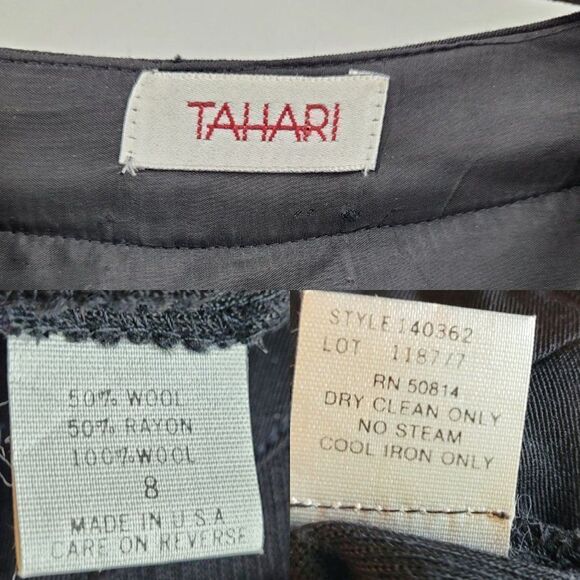 TAHARI
50% WOOL
50% RAYON
100% WOOL
8
MADE IN U.S.A
CARE ON REVERSE
STYLE 140362
LOT 118777
RN 50814
DRY CLEAN ONLY
NO STEAM
COOL IRON ONLY